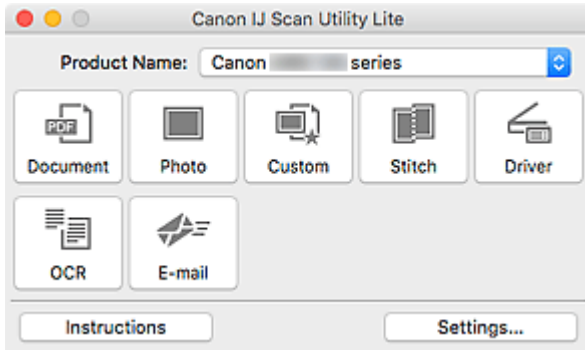 Canon IJ Scan Utility Lite
Product Name: Canon series
PDF
Document Photo Custom Stitch Driver
OCR E-mail
Instructions Settings...